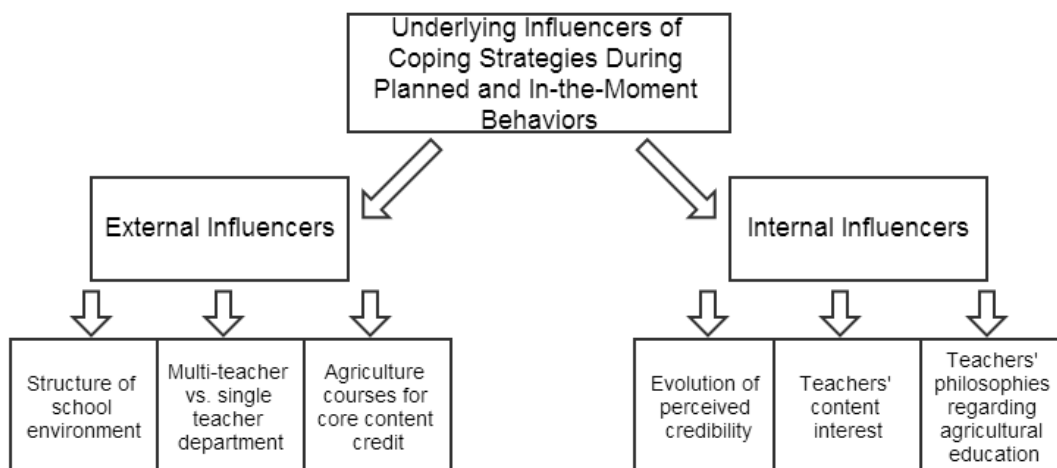 Underlying Influencers of
Coping Strategies During
Planned and In-the-Moment
Behaviors
External Influencers
Internal Influencers
Structure of
school
environment
Multi-teacher
vs. single
teacher
department
Agriculture
courses for
core content
credit
Evolution of
perceived
credibility
Teachers'
content
interest
Teachers'
philosophies
regarding
agricultural
education